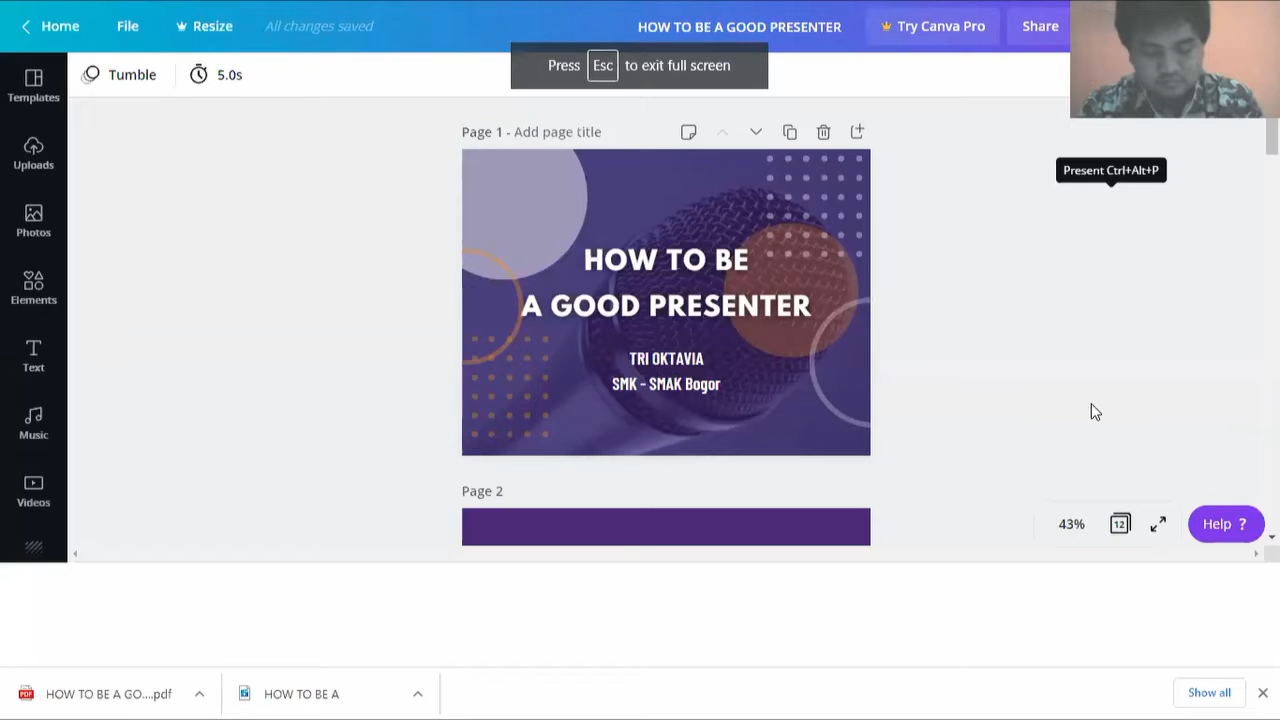 Home
File
Resize
All changes saved
HOW TO BE A GOOD PRESENTER
Try Canva Pro
Share
Press Esc to exit full screen
Tumble
5.0s
Templates
Uploads
Photos
Elements
Text
Music
Videos
Page 1 - Add page title
Present Ctrl+Alt+P
HOW TO BE
A GOOD PRESENTER
TRI OKTAVIA
SMK - SMAK Bogor
Page 2
43%
12
Help ?
HOW TO BE A GO....pdf
HOW TO BE A
Show all